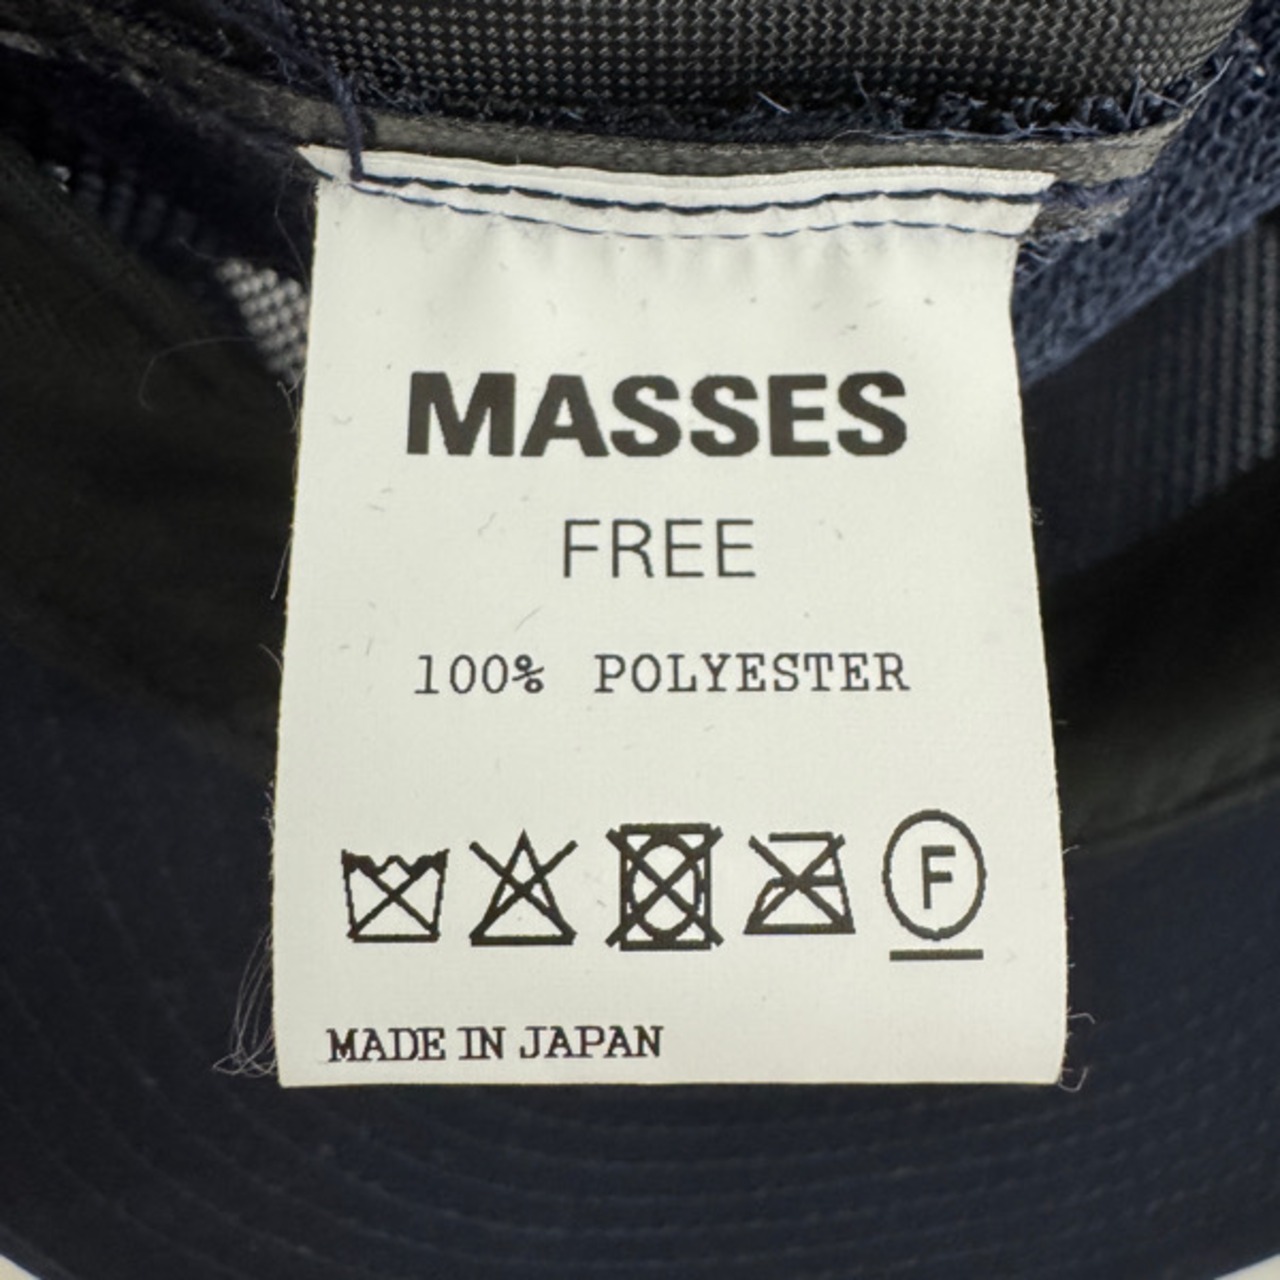 MASSES
FREE
100% POLYESTER
F
MADE IN JAPAN